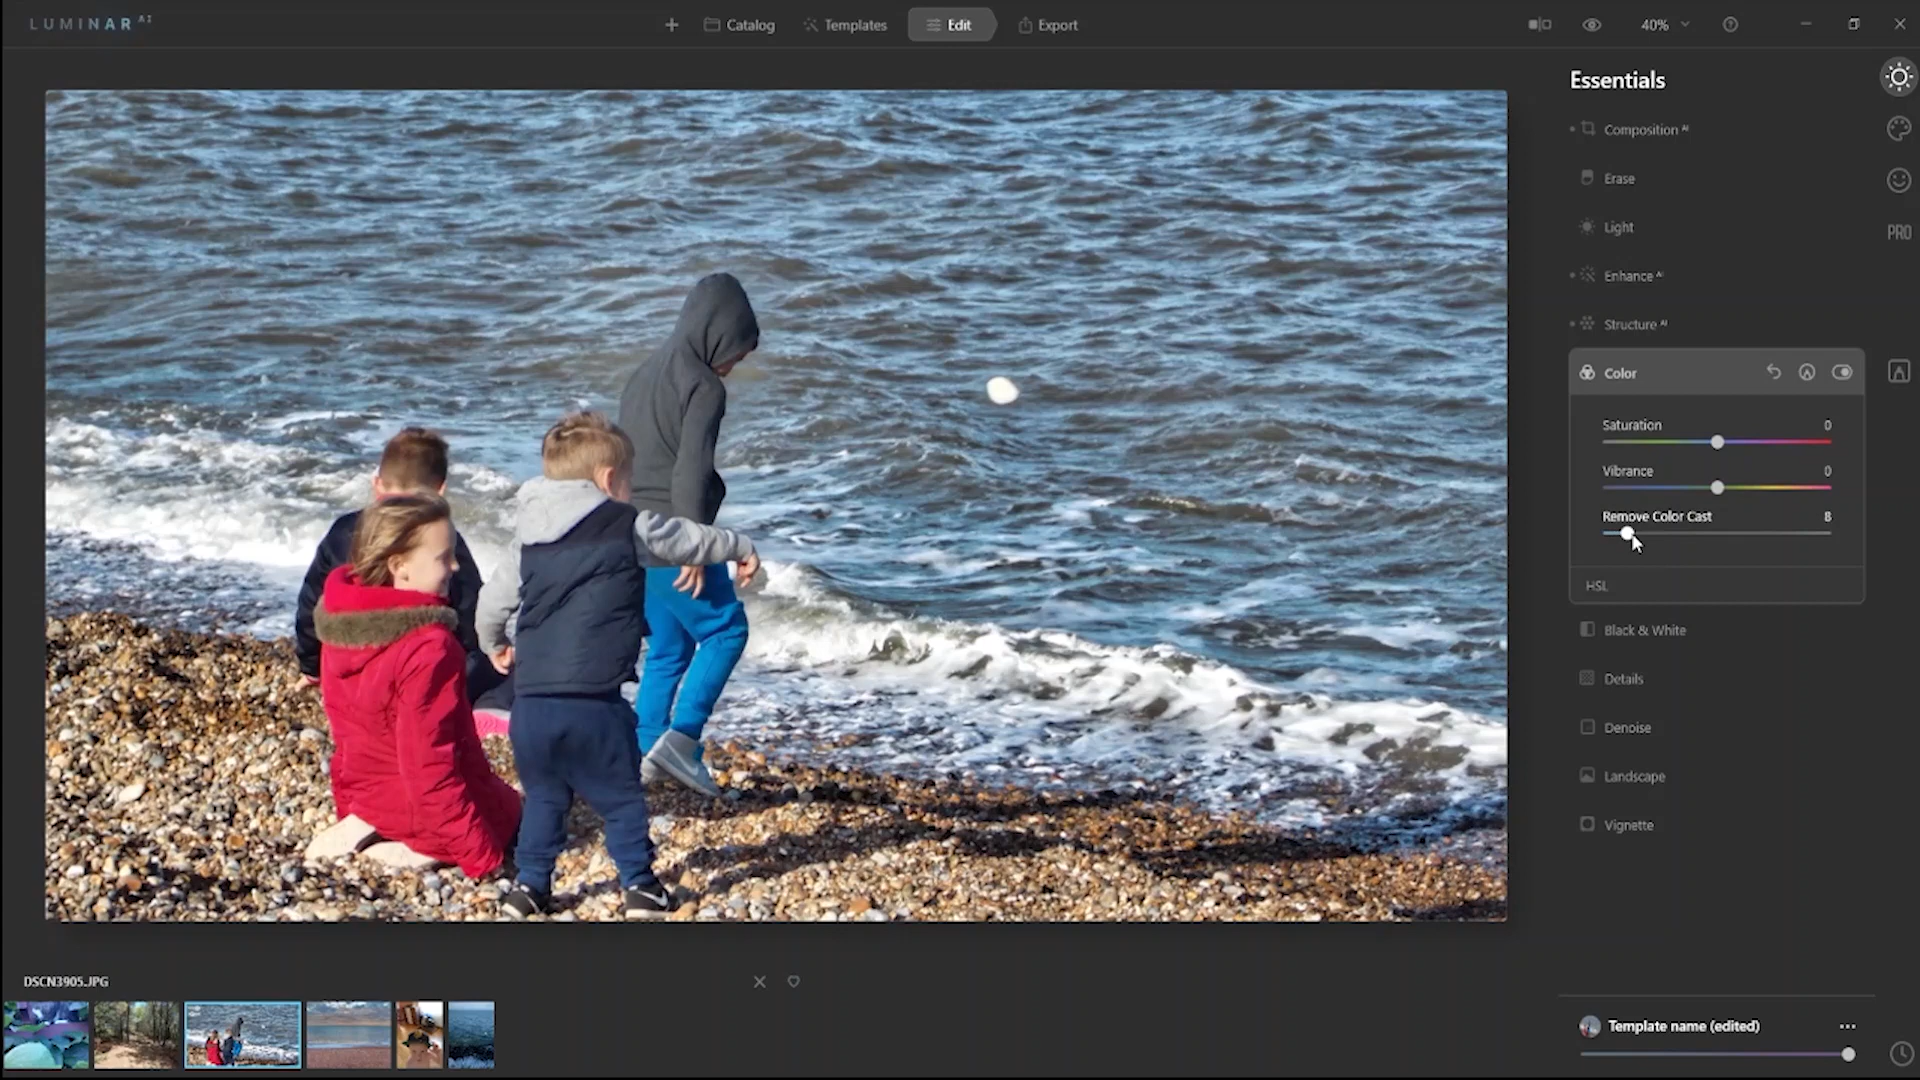 LUMINAR AI
Catalog
Templates
Edit
Export
40%
Essentials
Composition AI
Erase
Light
PRO
Enhance AI
Structure AI
Color
Saturation 0
Vibrance 0
Remove Color Cast 8
HSL
Black & White
Details
Denoise
Landscape
Vignette
DSCN3905.JPG
Template name (edited)